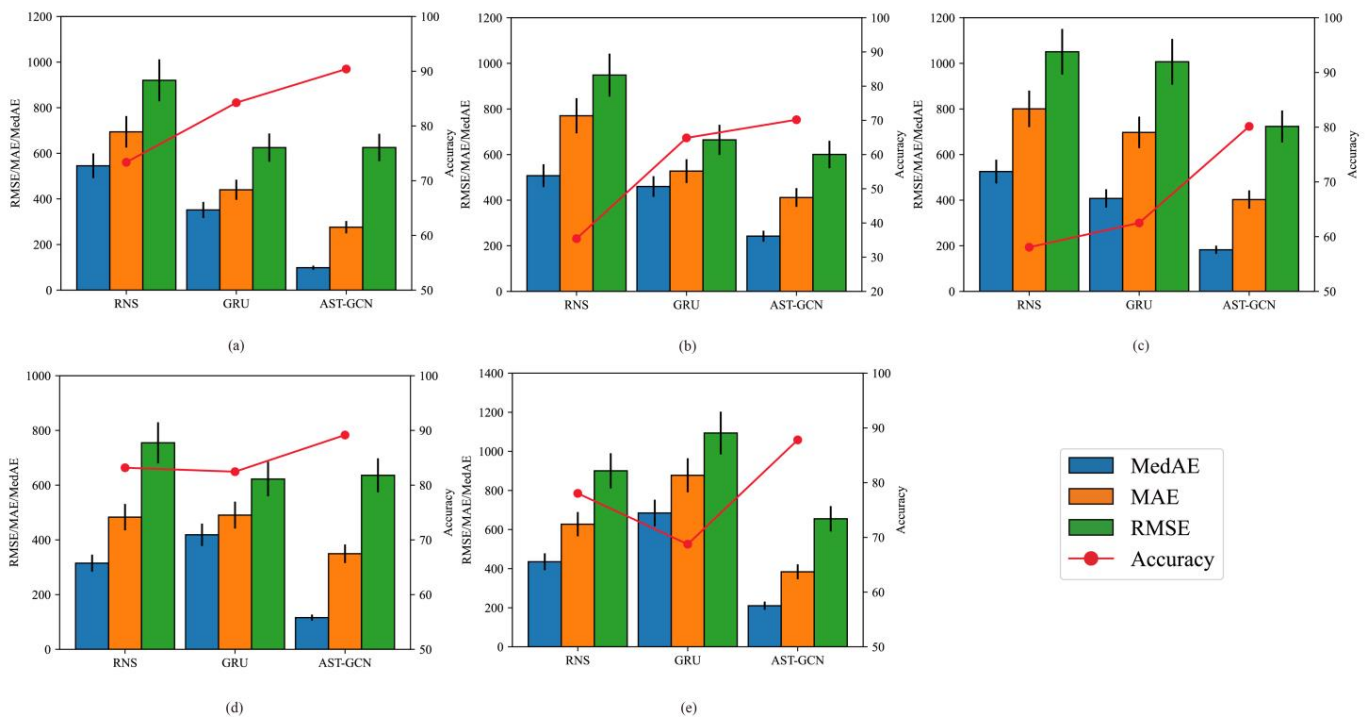 1200
1000
800
600
400
200
0
RMSE/MAE/MedAE
100
90
80
70
60
50
Accuracy
RNS GRU AST-GCN
(a)
1200
1000
800
600
400
200
0
RMSE/MAE/MedAE
100
90
80
70
60
50
40
30
20
Accuracy
RNS GRU AST-GCN
(b)
1200
1000
800
600
400
200
0
RMSE/MAE/MedAE
100
90
80
70
60
50
Accuracy
RNS GRU AST-GCN
(c)
1000
800
600
400
200
0
RMSE/MAE/MedAE
100
90
80
70
60
50
Accuracy
RNS GRU AST-GCN
(d)
1400
1200
1000
800
600
400
200
0
RMSE/MAE/MedAE
100
90
80
70
60
50
Accuracy
RNS GRU AST-GCN
(e)
MedAE
MAE
RMSE
Accuracy